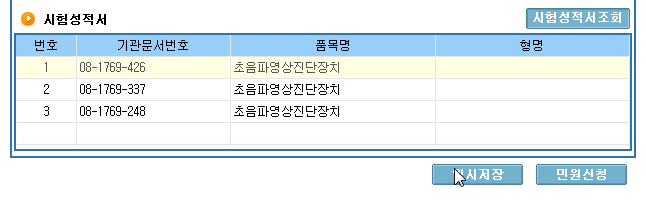 시험성적서 시험성적서조회
번호 기관문서번호 품목명 형명
1 08-1769-426 초음파영상진단장치
2 08-1769-337 초음파영상진단장치
3 08-1769-248 초음파영상진단장치
민원신청